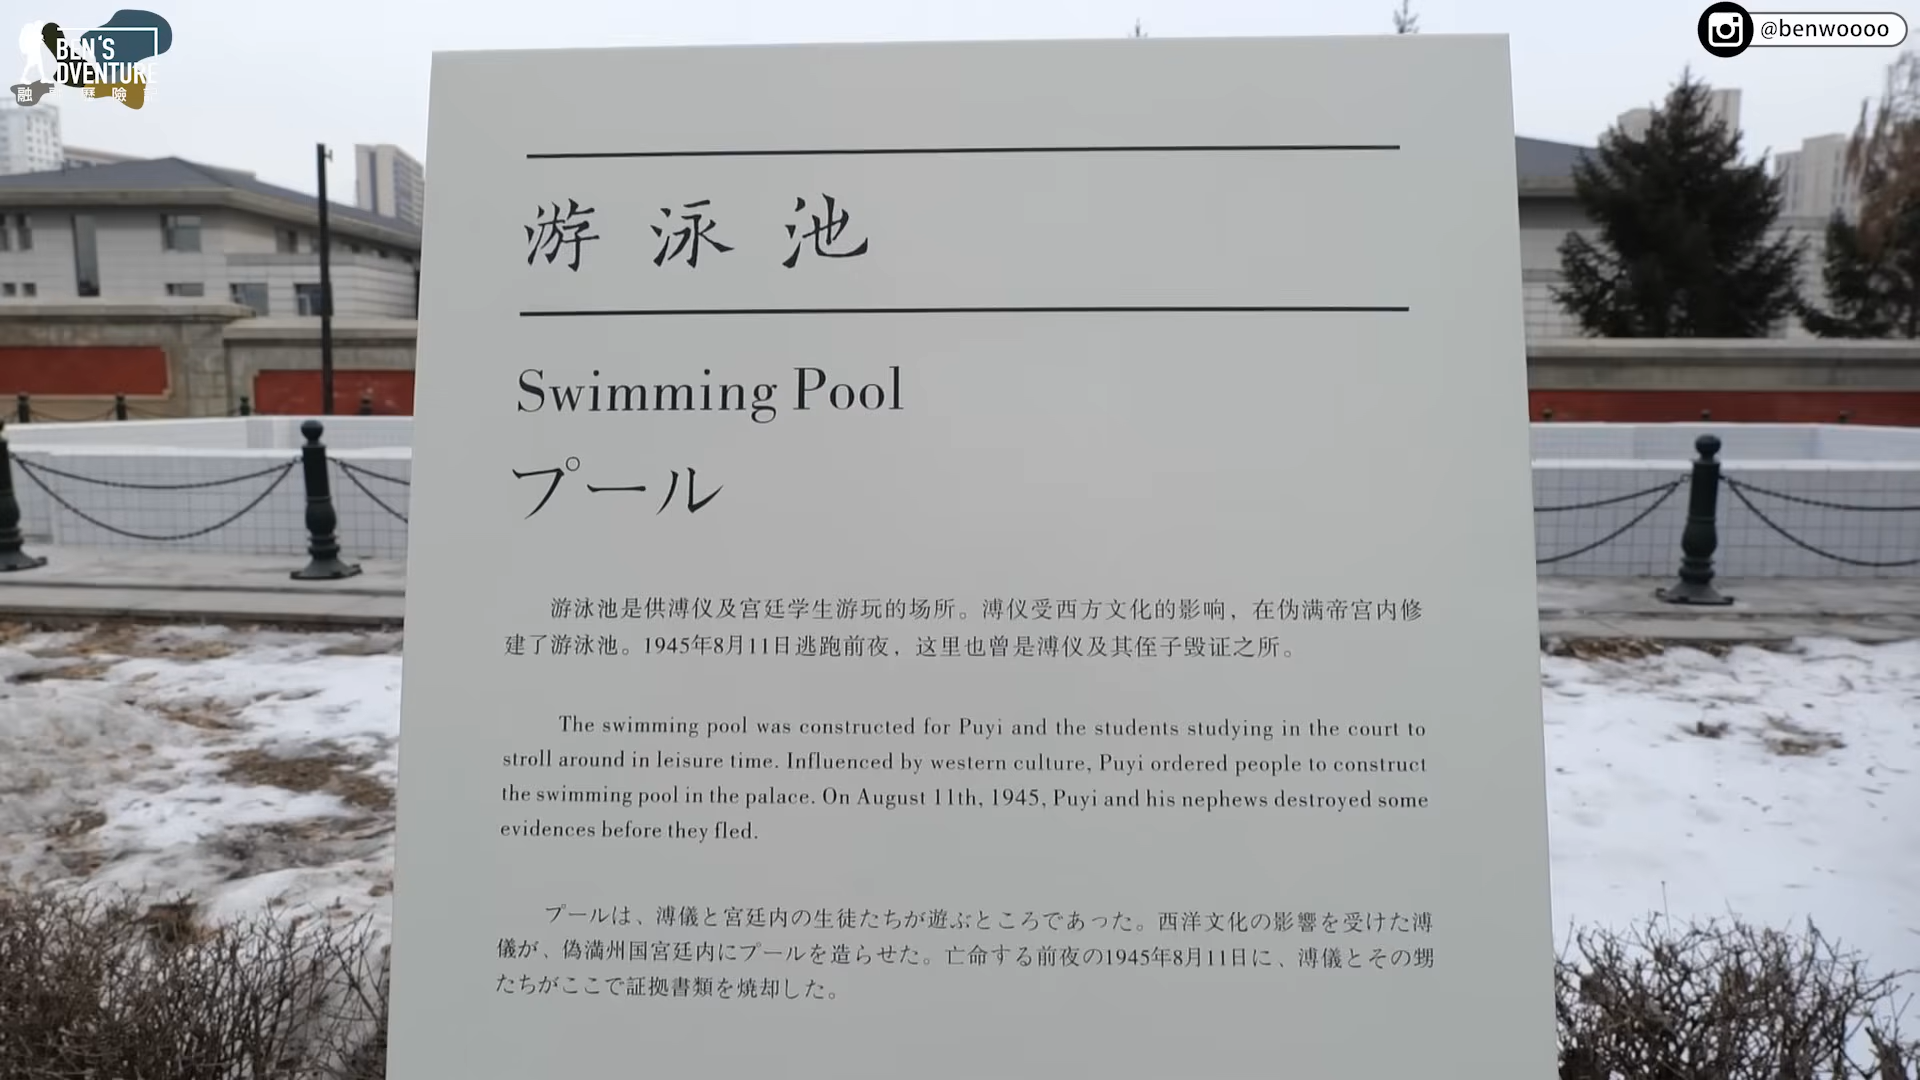 BEN'S
DVENTURE
@benwoooo
游泳池
Swimming Pool
プール
游泳池是供溥仪及宫廷学生游玩的场所。溥仪受西方文化的影响，在伪满帝宫内修
建了游泳池。1945年8月11日逃跑前夜，这里也曾是溥仪及其侄子毁证之所。
The swimming pool was constructed for Puyi and the students studying in the court to
stroll around in leisure time. Influenced by western culture, Puyi ordered people to construct
the swimming pool in the palace. On August 11th, 1945, Puyi and his nephews destroyed some
evidences before they fled.
プールは、溥儀と宮廷内の生徒たちが遊ぶところであった。西洋文化の影響を受けた溥
儀が、偽満州国宮廷内にプールを造らせた。亡命する前夜の1945年8月11日に、溥儀とその甥
たちがここで証拠書類を焼却した。